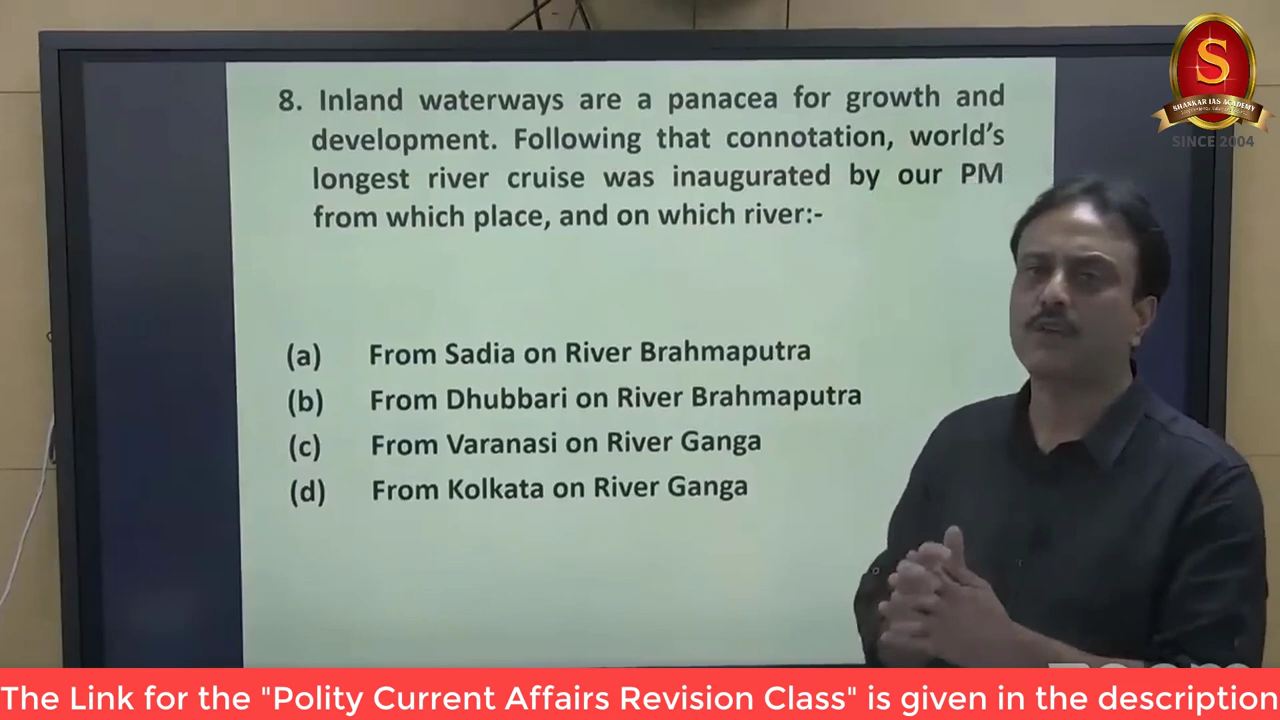 8. Inland waterways are a panacea for growth and
development. Following that connotation, world's
longest river cruise was inaugurated by our PM
from which place, and on which river:-
(a) From Sadia on River Brahmaputra
(b) From Dhubbari on River Brahmaputra
(c) From Varanasi on River Ganga
(d) From Kolkata on River Ganga
S
SHANKAR IAS ACADEMY
SINCE 2004
The Link for the "Polity Current Affairs Revision Class" is given in the description